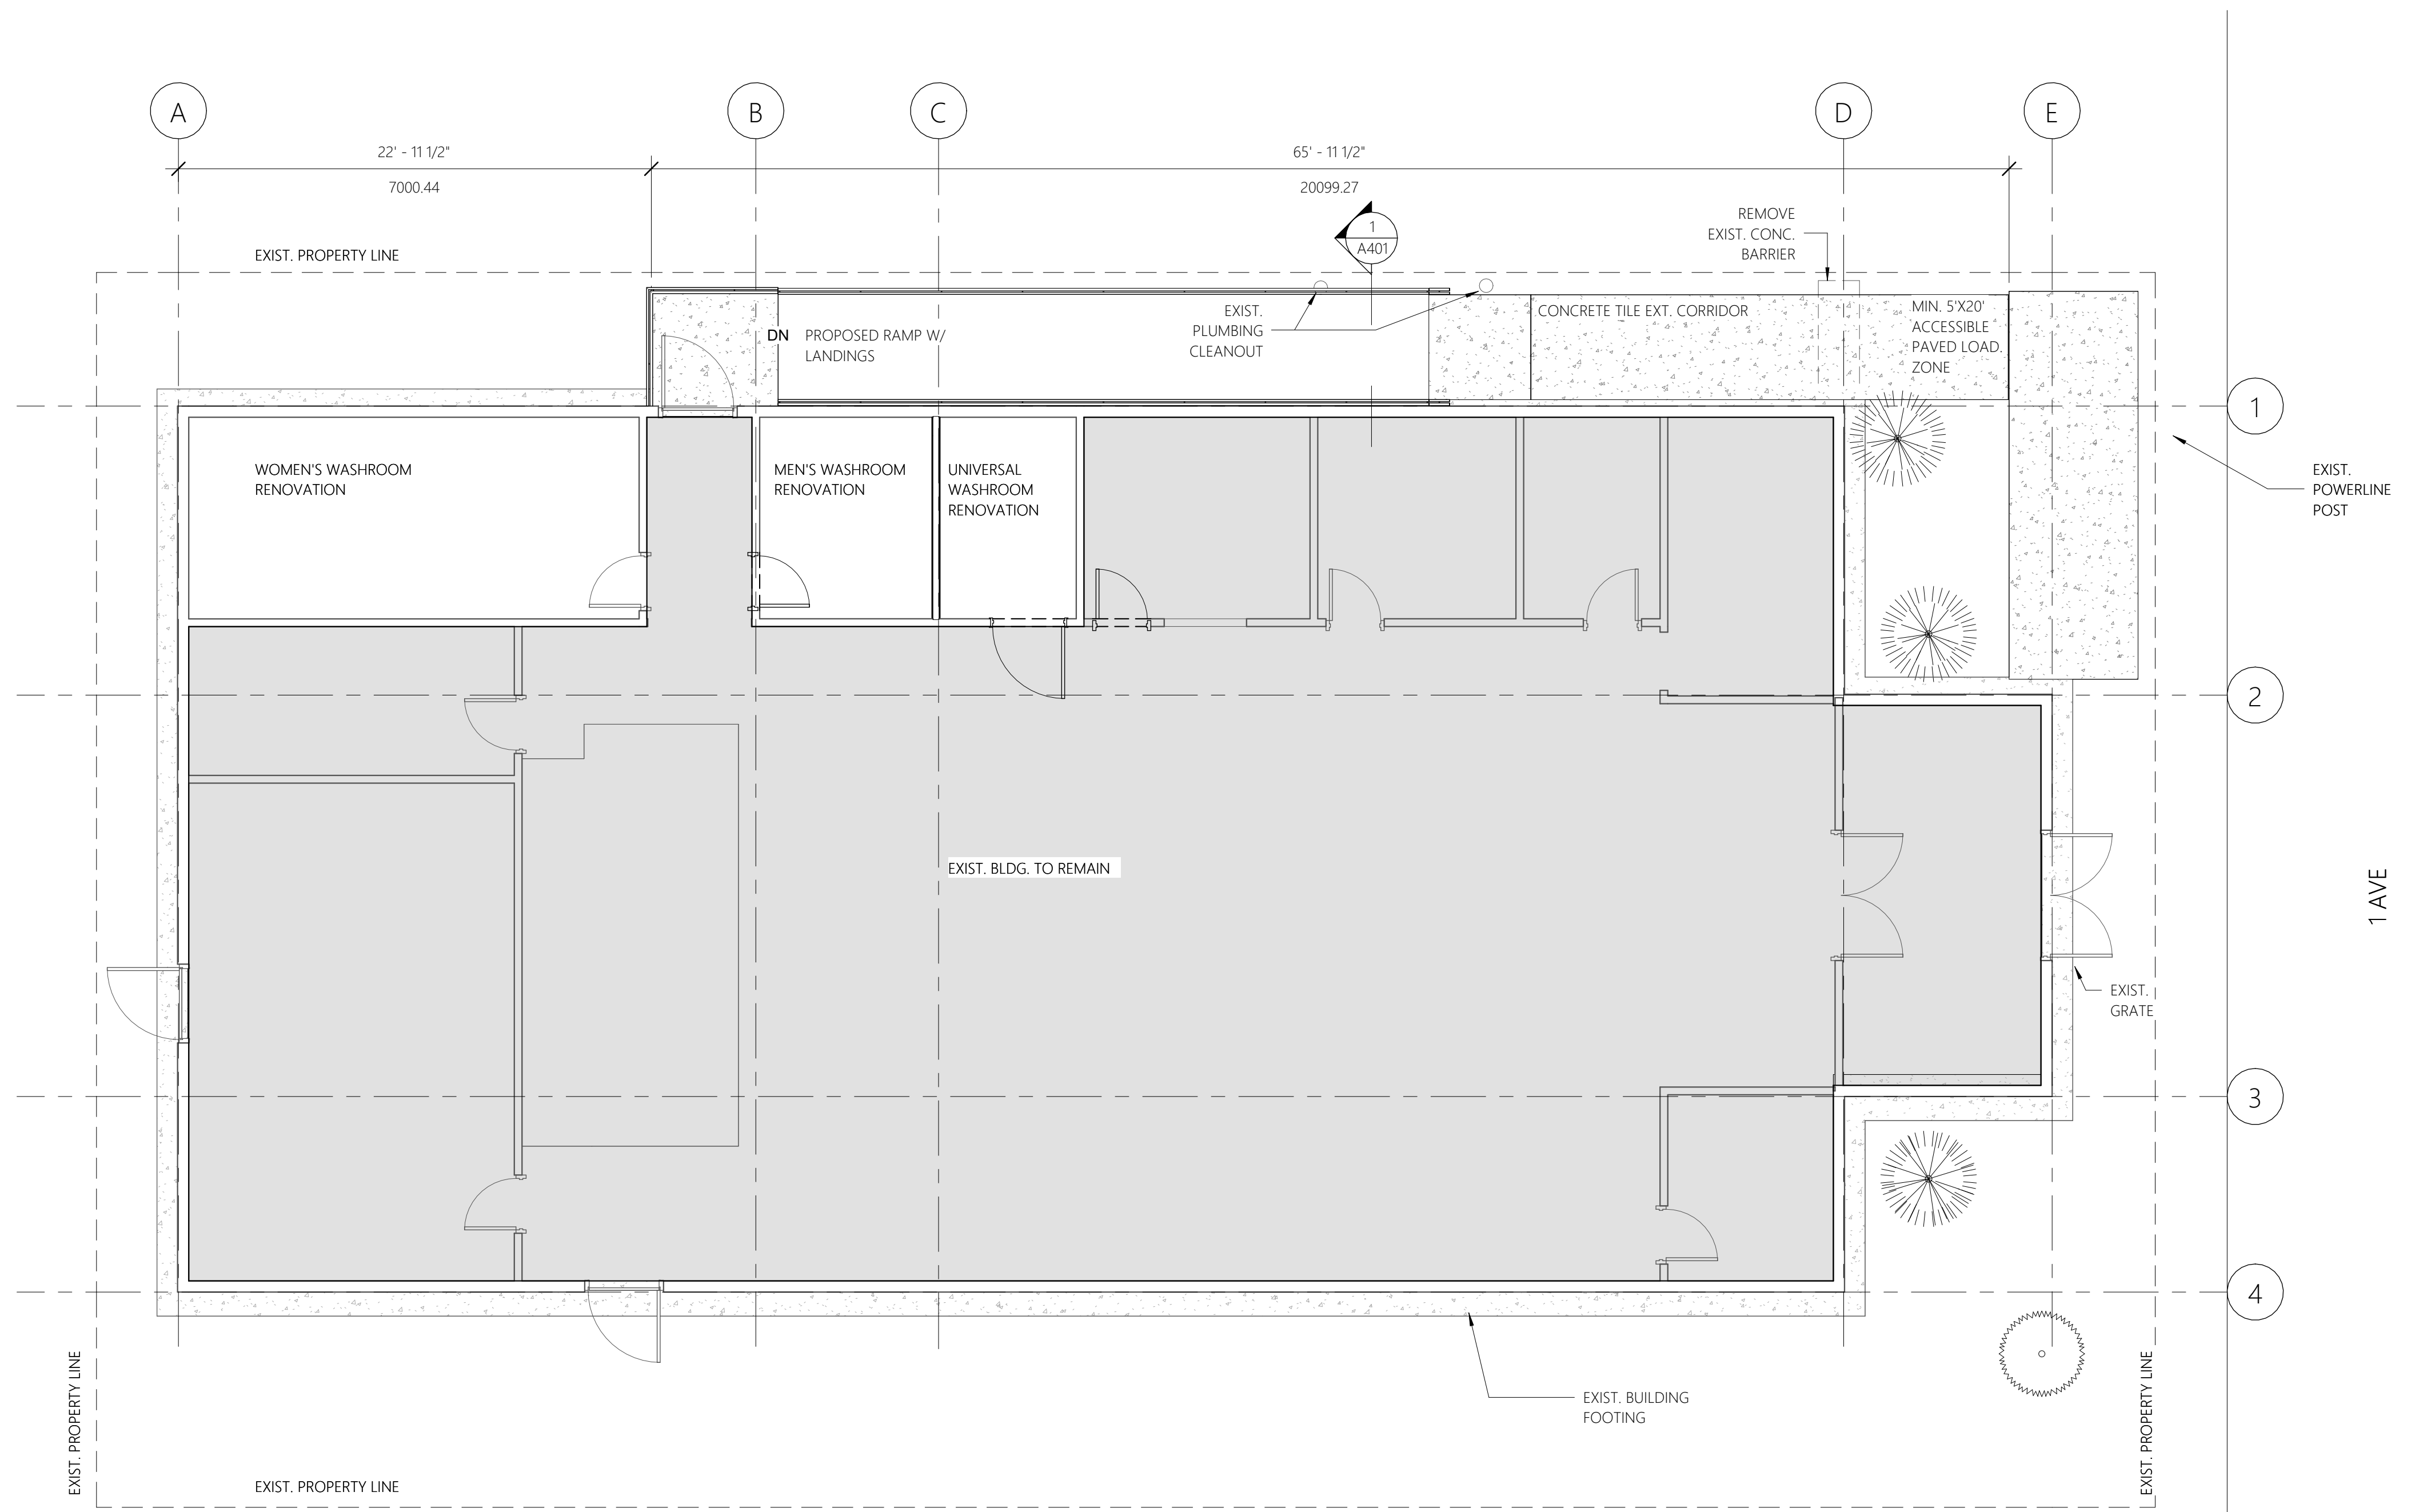 A
B
C
D
E
22' - 11 1/2"
65' - 11 1/2"
7000.44
20099.27
1
A401
REMOVE
EXIST. CONC.
BARRIER
EXIST. PROPERTY LINE
EXIST.
PLUMBING
CLEANOUT
DN
PROPOSED RAMP W/
LANDINGS
CONCRETE TILE EXT. CORRIDOR
MIN. 5'X20'
ACCESSIBLE
PAVED LOAD.
ZONE
1
WOMEN'S WASHROOM
RENOVATION
MEN'S WASHROOM
RENOVATION
UNIVERSAL
WASHROOM
RENOVATION
EXIST.
POWERLINE
POST
2
EXIST. BLDG. TO REMAIN
1 AVE
EXIST.
GRATE
3
4
EXIST. PROPERTY LINE
EXIST. BUILDING
FOOTING
EXIST. PROPERTY LINE
EXIST. PROPERTY LINE